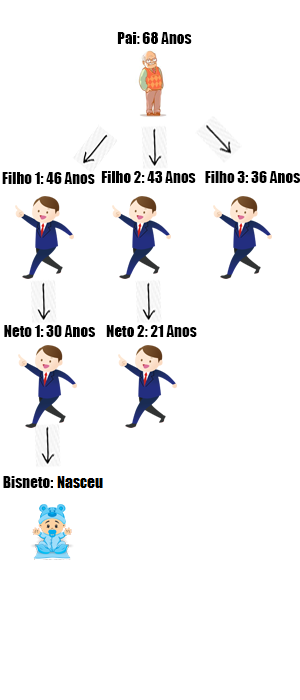 Pai: 68 Anos
Filho 1: 46 Anos
Filho 2: 43 Anos
Filho 3: 36 Anos
Neto 1: 30 Anos
Neto 2: 21 Anos
Bisneto: Nasceu